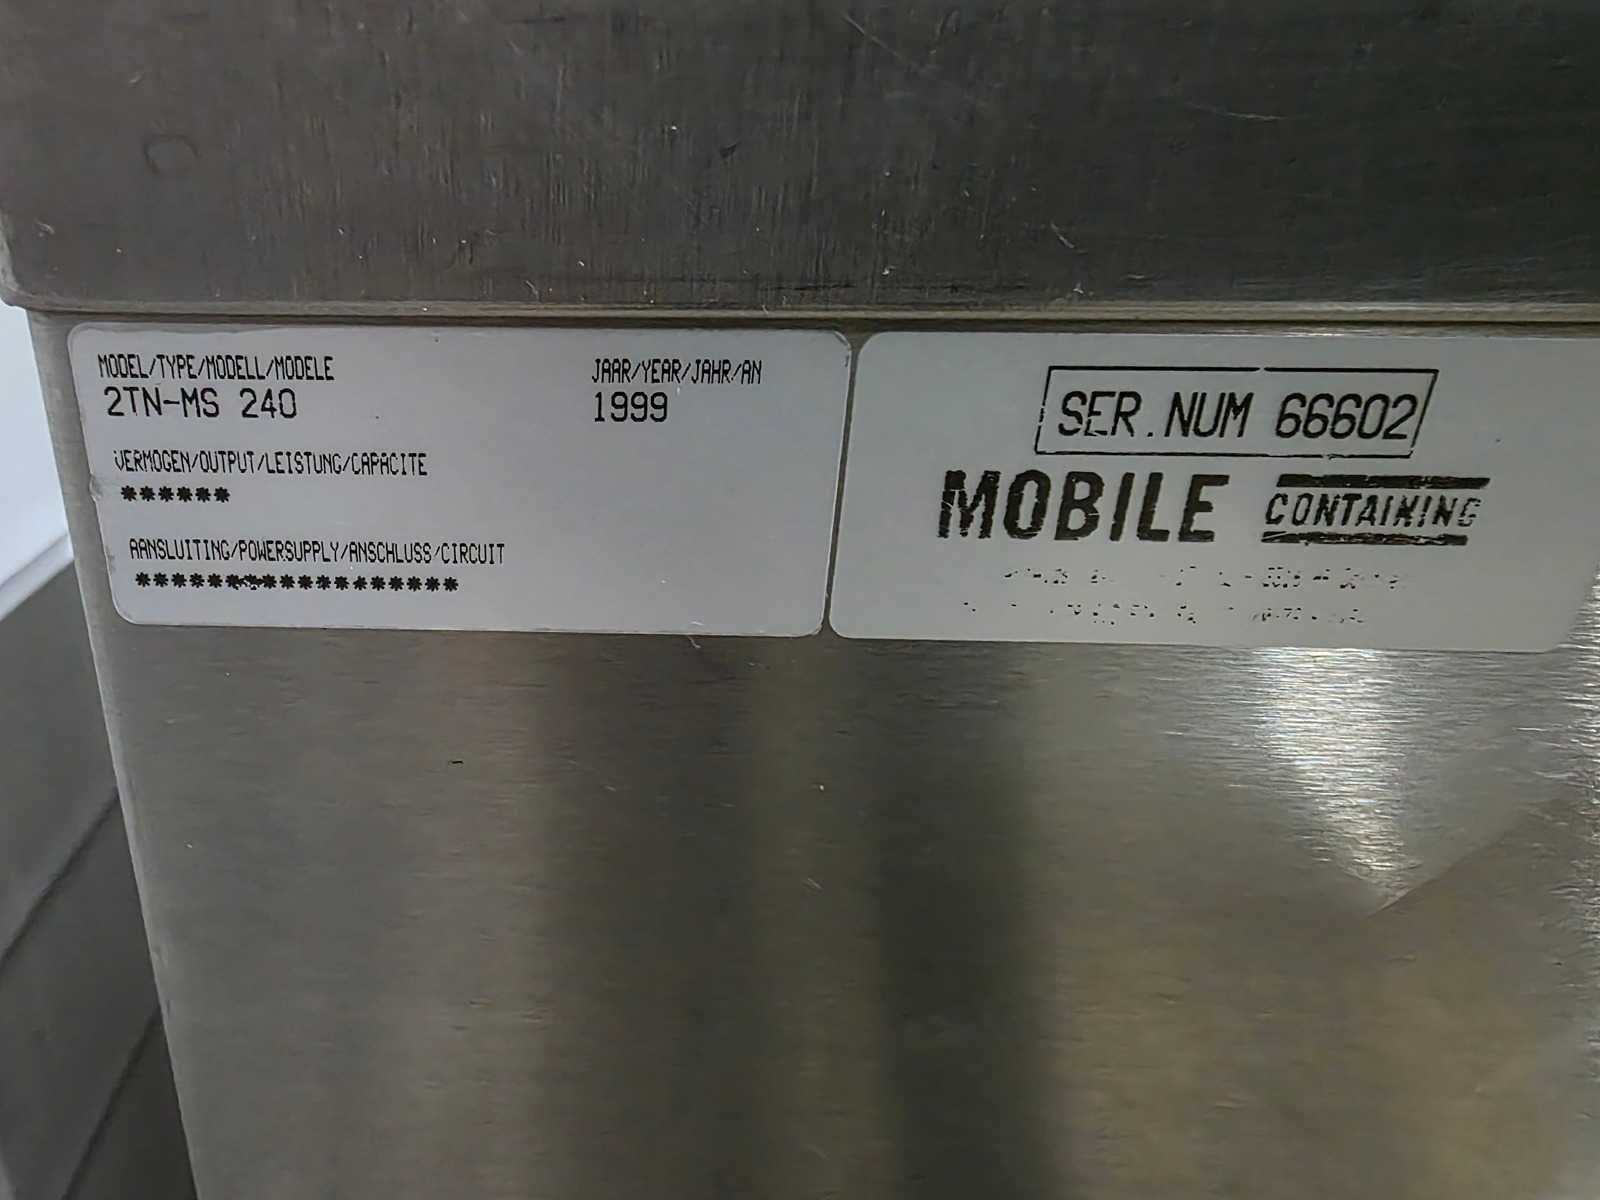 MODEL/TYPE/MODELL/MODELE
2TN-MS 240
JAAR/YEAR/JAHR/AN
1999
VERMOGEN/OUTPUT/LEISTUNG/CAPACITE
******
AANSLUITING/POWERSUPPLY/ANSCHLUSS/CIRCUIT
******************
SER.NUM 66602
MOBILE CONTAINING